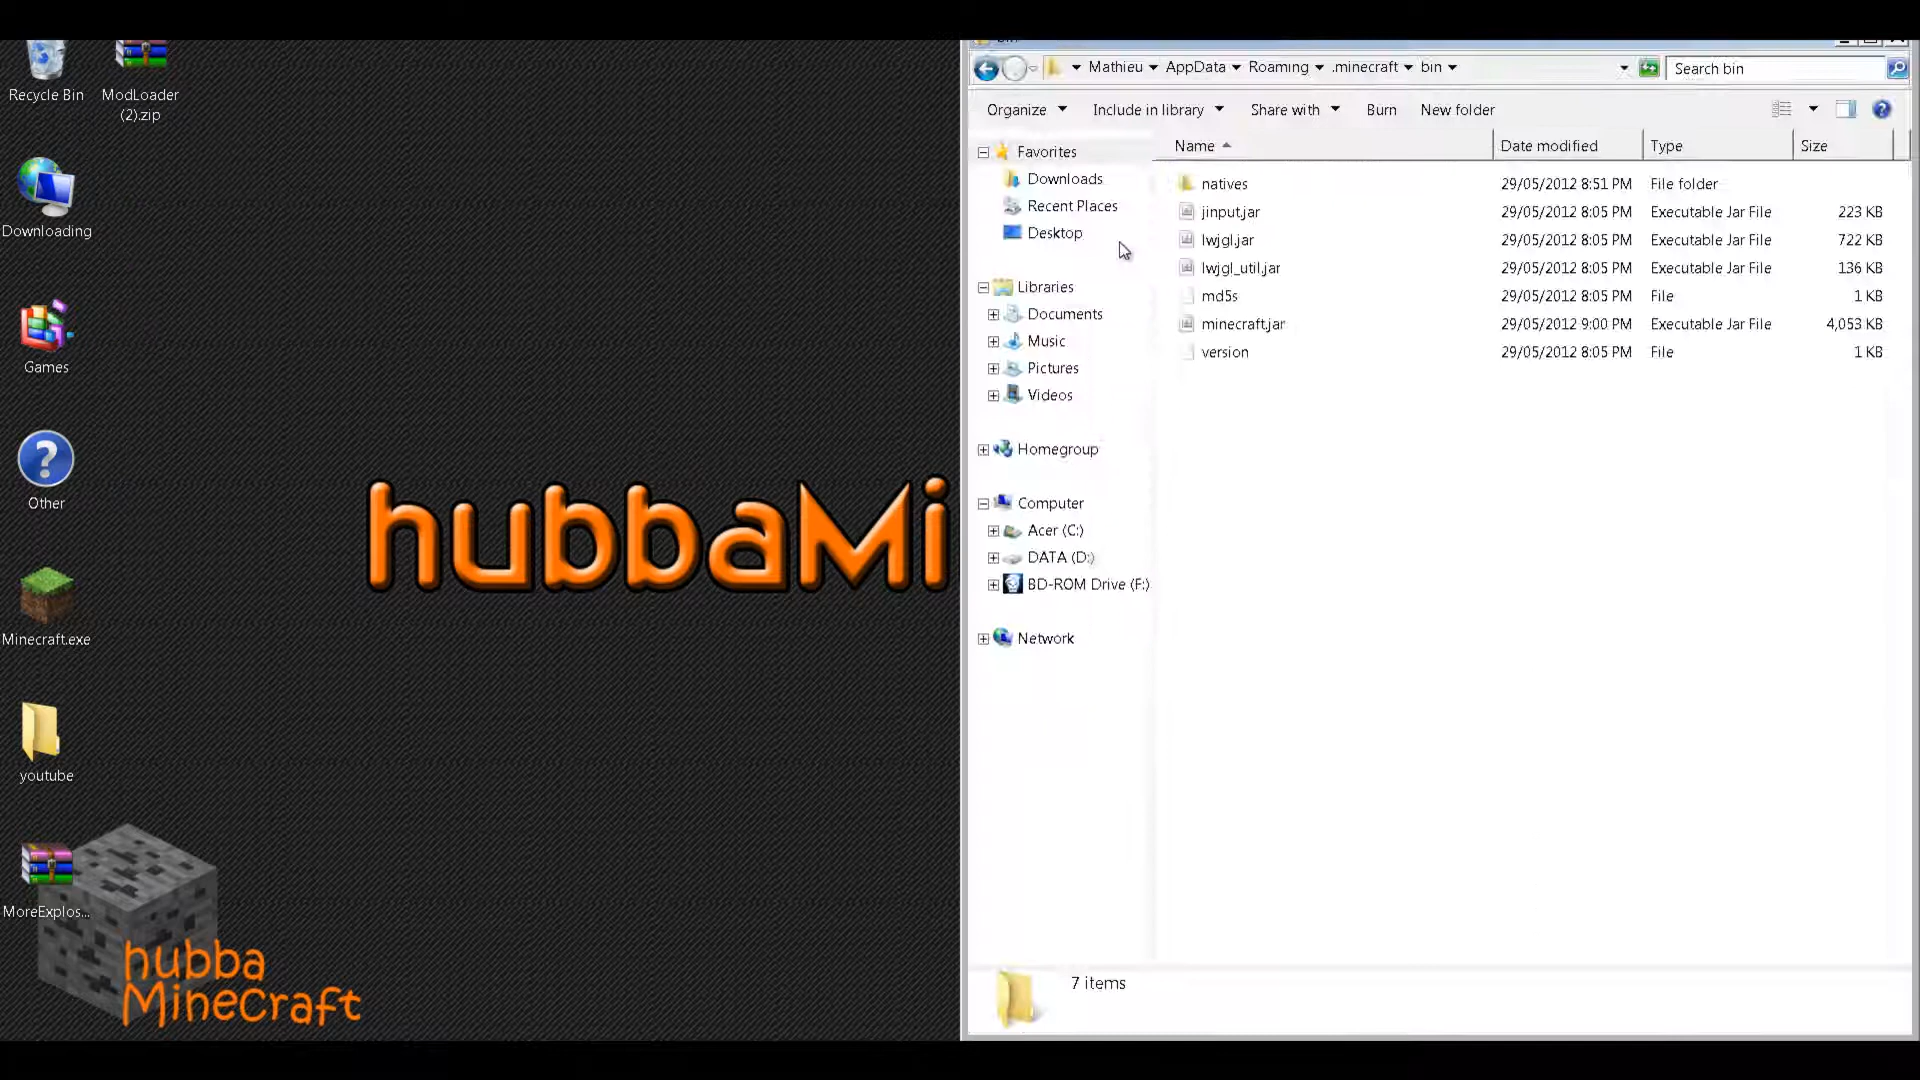 Recycle Bin
ModLoader
(2).zip
Downloading
Games
Other
Minecraft.exe
youtube
MoreExplos...
hubbaMi
hubba
MineCraft
Mathieu AppData Roaming .minecraft bin
Search bin
Organize Include in library Share with Burn New folder
Name Date modified Type Size
Favorites
Downloads
Recent Places
Desktop
Libraries
Documents
Music
Pictures
Videos
Homegroup
Computer
Acer (C:)
DATA (D:)
BD-ROM Drive (F:)
Network
natives 29/05/2012 8:51 PM File folder
jinput.jar 29/05/2012 8:05 PM Executable Jar File 223 KB
lwjgl.jar 29/05/2012 8:05 PM Executable Jar File 722 KB
lwjgl_util.jar 29/05/2012 8:05 PM Executable Jar File 136 KB
md5s 29/05/2012 8:05 PM File 1 KB
minecraft.jar 29/05/2012 9:00 PM Executable Jar File 4,053 KB
version 29/05/2012 8:05 PM File 1 KB
7 items